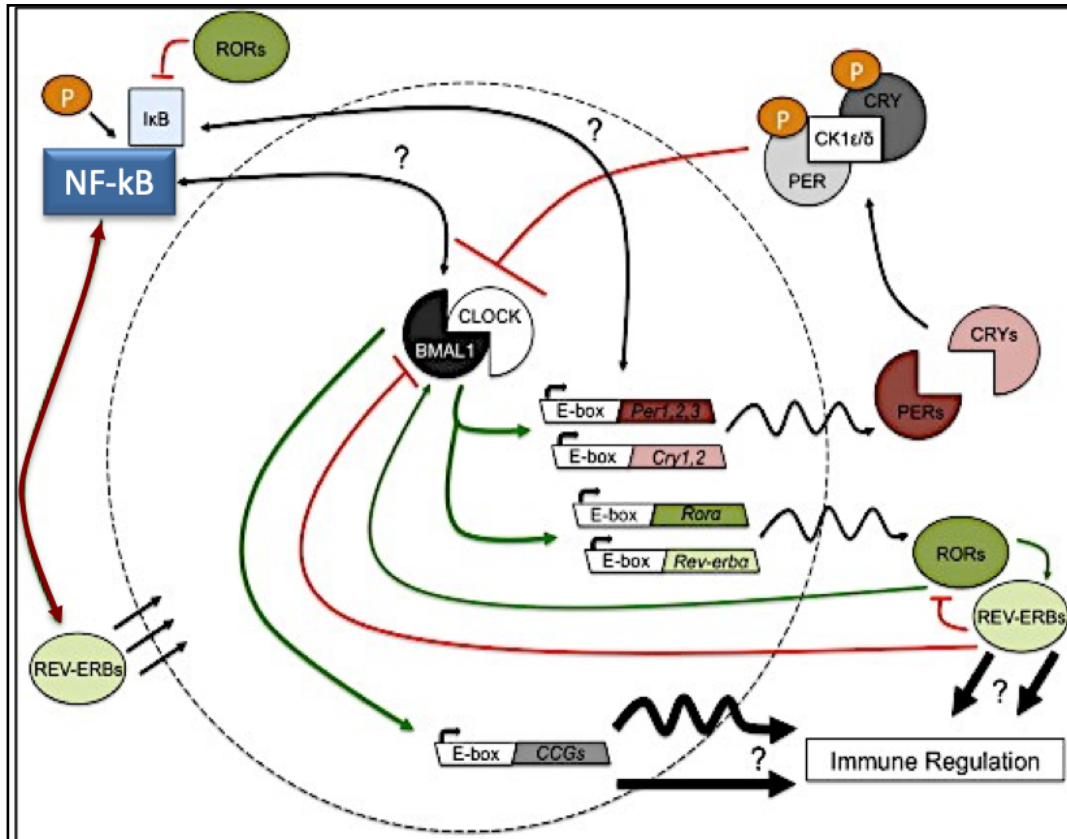 RORs
P
IκB
NF-kB
?
?
P
CRY
P
CK1ε/δ
PER
CLOCK
BMAL1
CRYs
PERs
E-box Per1,2,3
E-box Cry1,2
E-box Rora
E-box Rev-erbα
RORs
REV-ERBs
REV-ERBs
?
E-box CCGs
?
Immune Regulation